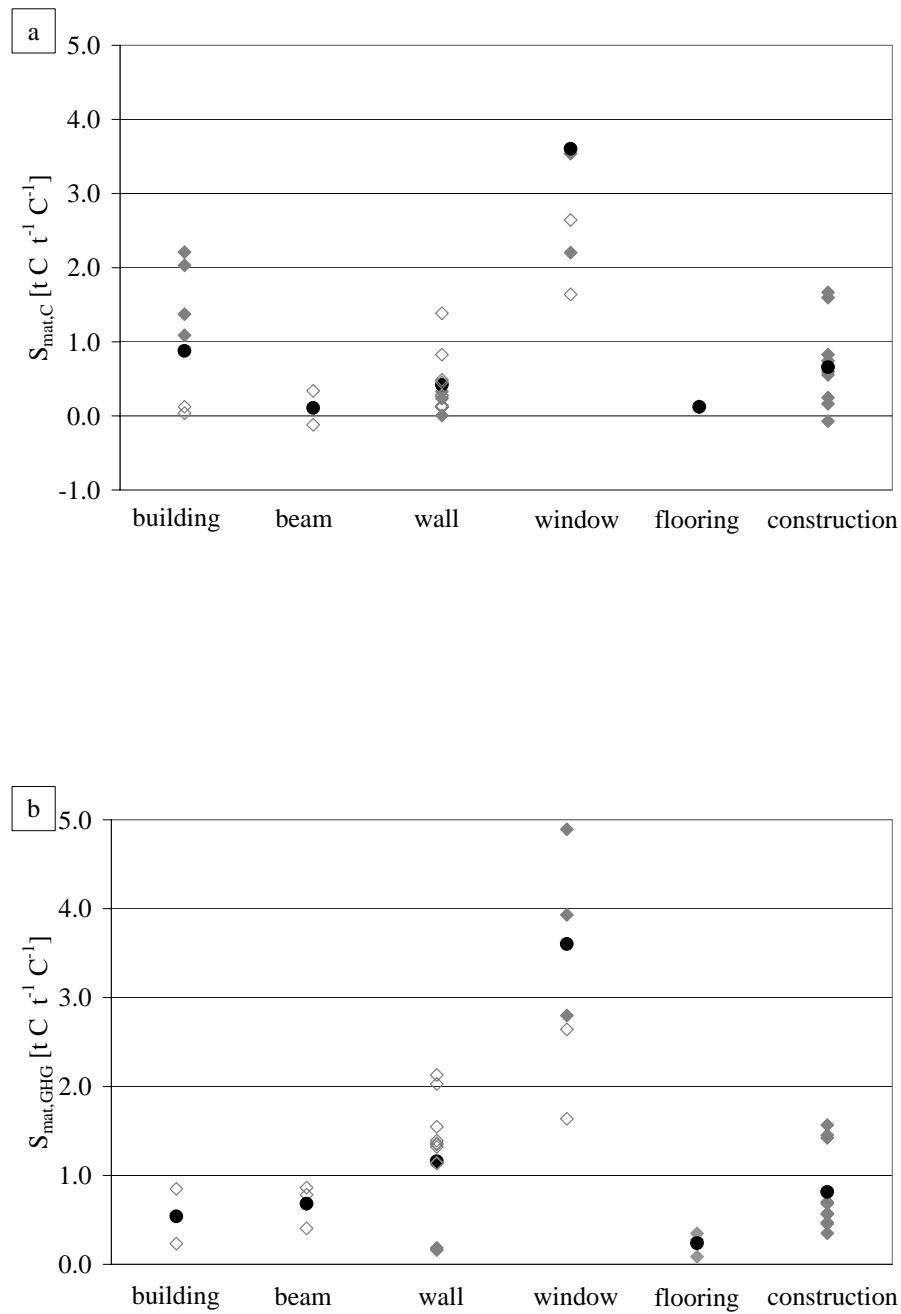 a
5.0
4.0
3.0
2.0
1.0
0.0
-1.0
S_mat,C [t C t^-1 C^-1]
building beam wall window flooring construction
b
5.0
4.0
3.0
2.0
1.0
0.0
S_mat,GHG [t C t^-1 C^-1]
building beam wall window flooring construction